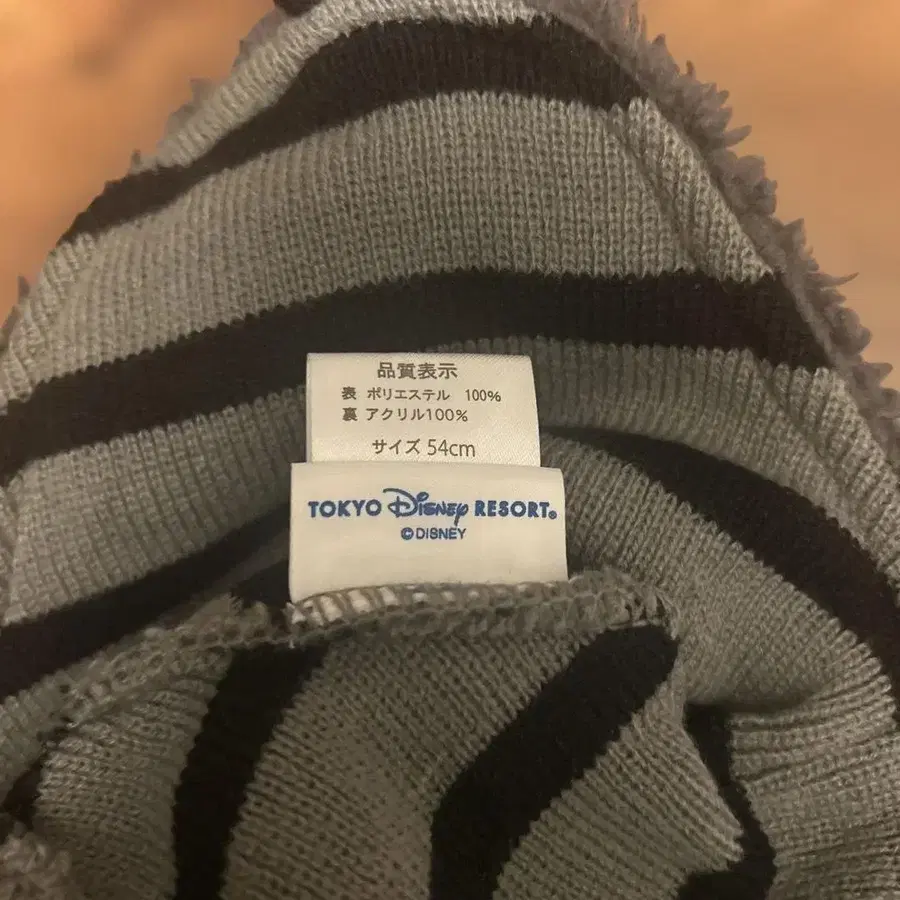 品質表示
表 ポリエステル 100%
裏 アクリル100%
サイズ 54cm
TOKYO Disney RESORT®
©DISNEY